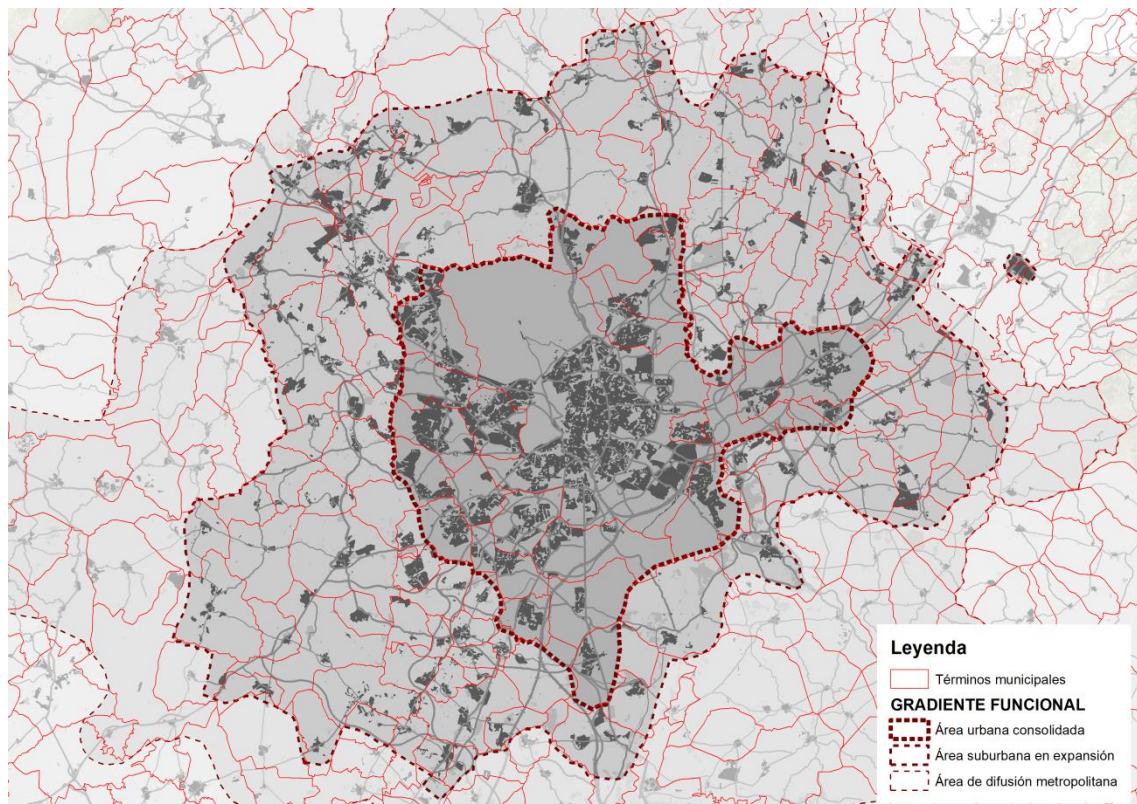 Leyenda
Términos municipales
GRADIENTE FUNCIONAL
Área urbana consolidada
Área suburbana en expansión
Área de difusión metropolitana